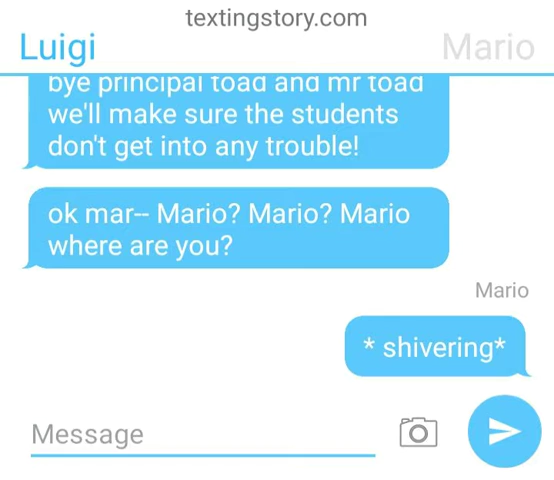 textingstory.com
Luigi
Mario
bye principal toad and mr toad
we'll make sure the students
don't get into any trouble!
ok mar-- Mario? Mario? Mario
where are you?
Mario
* shivering*
Message